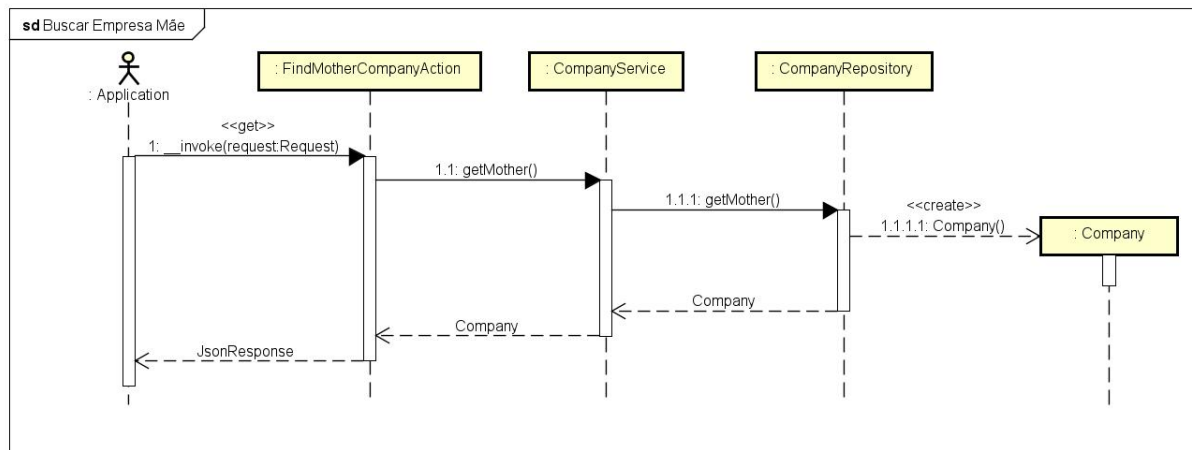 sd Buscar Empresa Mãe
: FindMotherCompanyAction
: CompanyService
: CompanyRepository
: Application
<<get>>
1: __invoke(request:Request)
1.1: getMother()
1.1.1: getMother()
<<create>>
1.1.1.1: Company()
: Company
Company
Company
JsonResponse